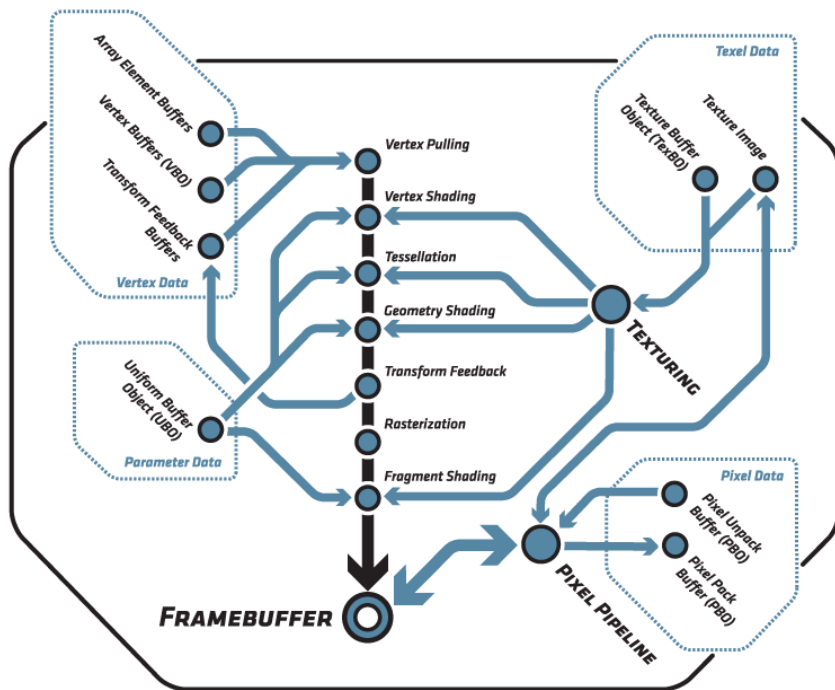 Array Element Buffers
Vertex Buffers (VBO)
Transform Feedback
Buffers
Vertex Data
Uniform Buffer
Object (UBO)
Parameter Data
Vertex Pulling
Vertex Shading
Tessellation
Geometry Shading
Transform Feedback
Rasterization
Fragment Shading
FRAMEBUFFER
Texel Data
Texture Buffer
Object (TexBO)
Texture Image
TEXTURING
Pixel Data
Pixel Unpack
Buffer (PBO)
Pixel Pack
Buffer (PBO)
PIXEL PIPELINE